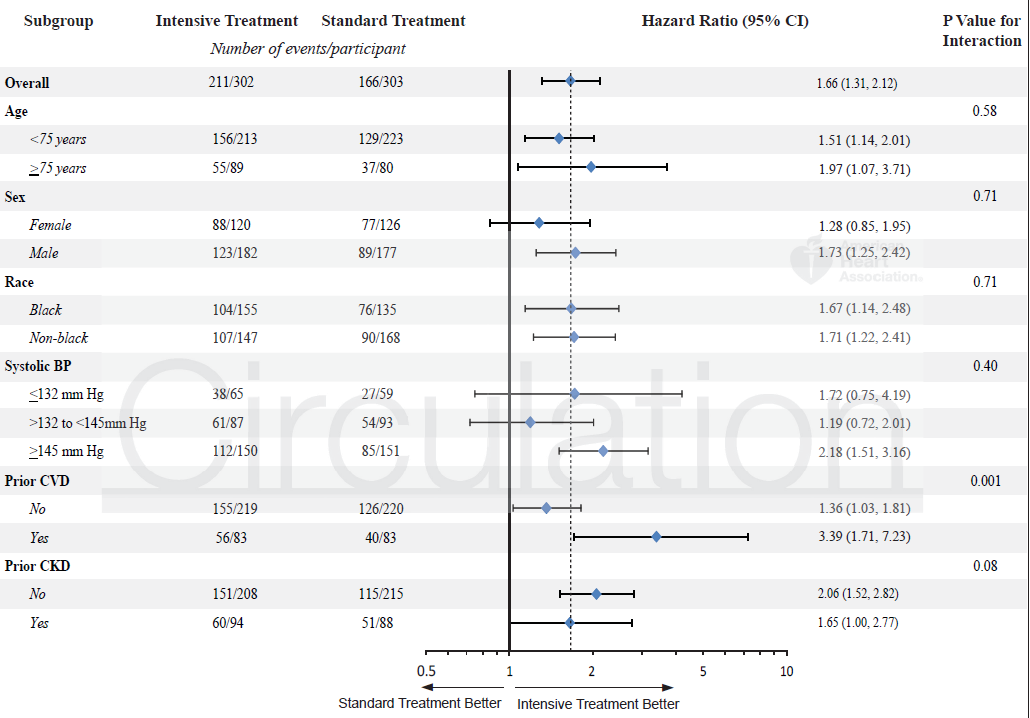 Subgroup Intensive Treatment Standard Treatment Hazard Ratio (95% CI) P Value for Interaction
Number of events/participant
Overall 211/302 166/303 1.66 (1.31, 2.12)
Age 0.58
<75 years 156/213 129/223 1.51 (1.14, 2.01)
≥75 years 55/89 37/80 1.97 (1.07, 3.71)
Sex 0.71
Female 88/120 77/126 1.28 (0.85, 1.95)
Male 123/182 89/177 1.73 (1.25, 2.42)
American Heart Association®
Race 0.71
Black 104/155 76/135 1.67 (1.14, 2.48)
Non-black 107/147 90/168 1.71 (1.22, 2.41)
Systolic BP 0.40
≤132 mm Hg 38/65 27/59 1.72 (0.75, 4.19)
>132 to <145mm Hg 61/87 54/93 1.19 (0.72, 2.01)
≥145 mm Hg 112/150 85/151 2.18 (1.51, 3.16)
Circulation
Prior CVD 0.001
No 155/219 126/220 1.36 (1.03, 1.81)
Yes 56/83 40/83 3.39 (1.71, 7.23)
Prior CKD 0.08
No 151/208 115/215 2.06 (1.52, 2.82)
Yes 60/94 51/88 1.65 (1.00, 2.77)
0.5 1 2 5 10
Standard Treatment Better Intensive Treatment Better